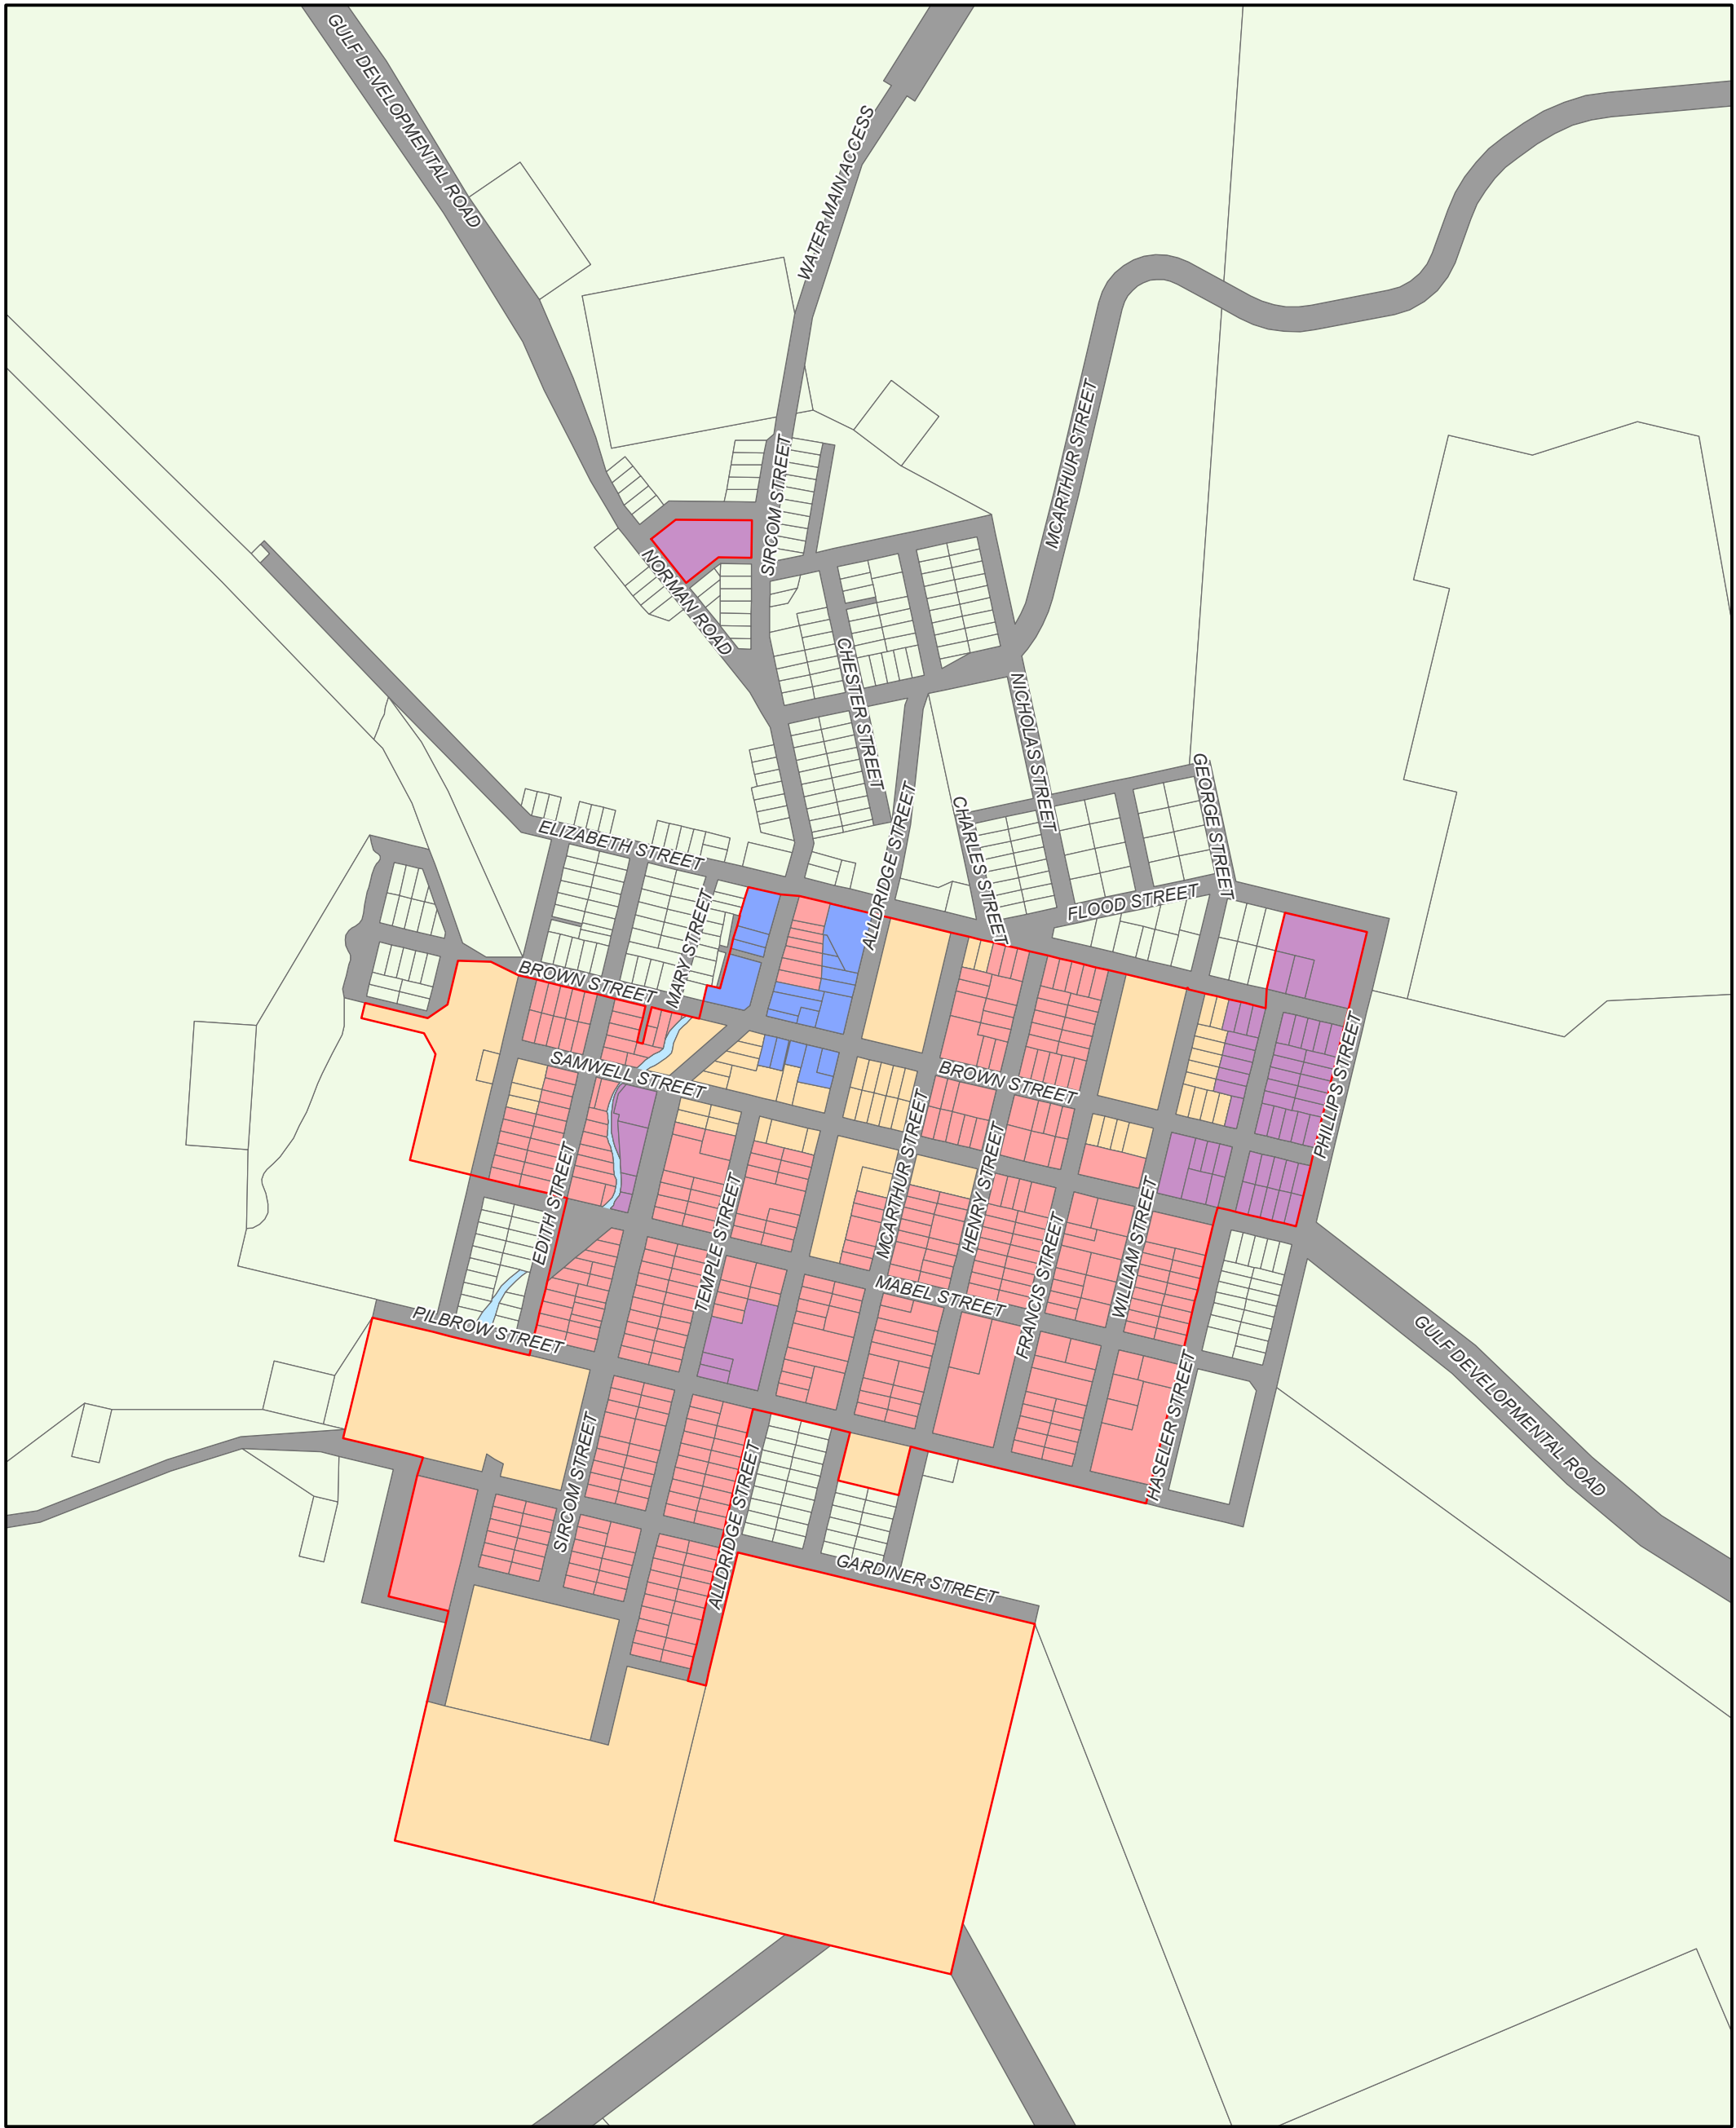 GULF DEVELOPMENTAL ROAD
WATER MAIN ACCESS
MCARTHUR STREET
SIRCOM STREET
NORMAN ROAD
CHESTER STREET
NICHOLAS STREET
GEORGE STREET
ALLDRIDGE STREET
CHARLES STREET
ELIZABETH STREET
FLOOD STREET
MARY STREET
BROWN STREET
SAMWELL STREET
BROWN STREET
PHILLIPS STREET
EDITH STREET
TEMPLE STREET
MCARTHUR STREET
HENRY STREET
FRANCIS STREET
WILLIAM STREET
MABEL STREET
PILBROW STREET
HASELER STREET
GULF DEVELOPMENTAL ROAD
SIRCOM STREET
ALLDRIDGE STREET
GARDINER STREET